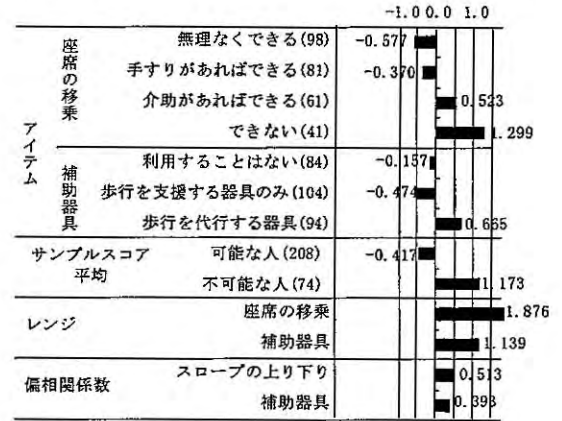 -1.0 0.0 1.0
アイテム
座席の移乗
無理なくできる(98) -0.577
手すりがあればできる(81) -0.370
介助があればできる(61) 0.523
できない(41) 1.299
補助器具
利用することはない(84) -0.157
歩行を支援する器具のみ(104) -0.474
歩行を代行する器具(94) 0.665
サンプルスコア
平均
可能な人(208) -0.417
不可能な人(74) 1.173
レンジ
座席の移乗 1.876
補助器具 1.139
偏相関係数
スロープの上り下り 0.513
補助器具 0.393